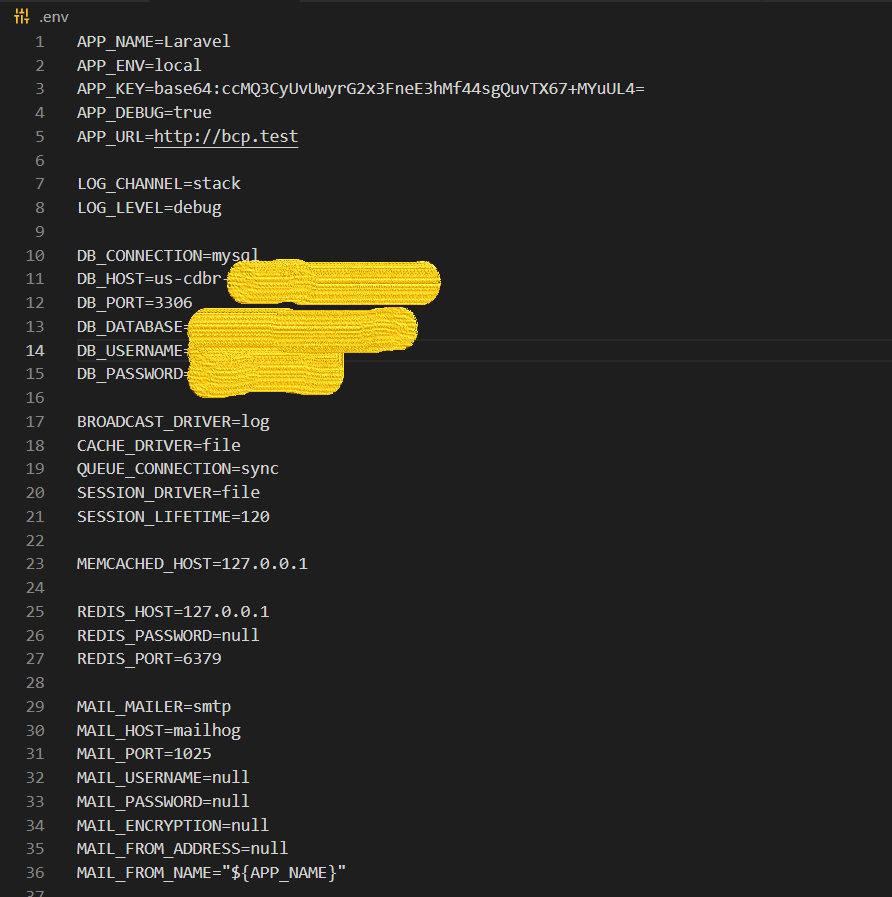 .env
1 APP_NAME=Laravel
2 APP_ENV=local
3 APP_KEY=base64:ccMQ3CyUvUwyrG2x3FneE3hMf44sgQuvTX67+MYuUL4=
4 APP_DEBUG=true
5 APP_URL=http://bcp.test
6
7 LOG_CHANNEL=stack
8 LOG_LEVEL=debug
9
10 DB_CONNECTION=mysql
11 DB_HOST=us-cdbr-
12 DB_PORT=3306
13 DB_DATABASE=
14 DB_USERNAME=
15 DB_PASSWORD=
16
17 BROADCAST_DRIVER=log
18 CACHE_DRIVER=file
19 QUEUE_CONNECTION=sync
20 SESSION_DRIVER=file
21 SESSION_LIFETIME=120
22
23 MEMCACHED_HOST=127.0.0.1
24
25 REDIS_HOST=127.0.0.1
26 REDIS_PASSWORD=null
27 REDIS_PORT=6379
28
29 MAIL_MAILER=smtp
30 MAIL_HOST=mailhog
31 MAIL_PORT=1025
32 MAIL_USERNAME=null
33 MAIL_PASSWORD=null
34 MAIL_ENCRYPTION=null
35 MAIL_FROM_ADDRESS=null
36 MAIL_FROM_NAME="${APP_NAME}"
37